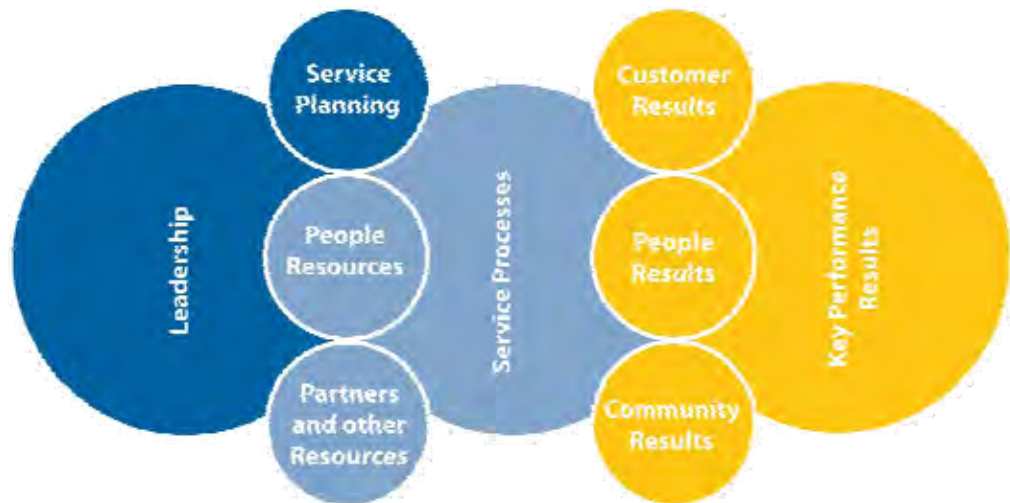 Leadership
Service
Planning
People
Resources
Partners
and other
Resources
Service Processes
Customer
Results
People
Results
Community
Results
Key Performance
Results